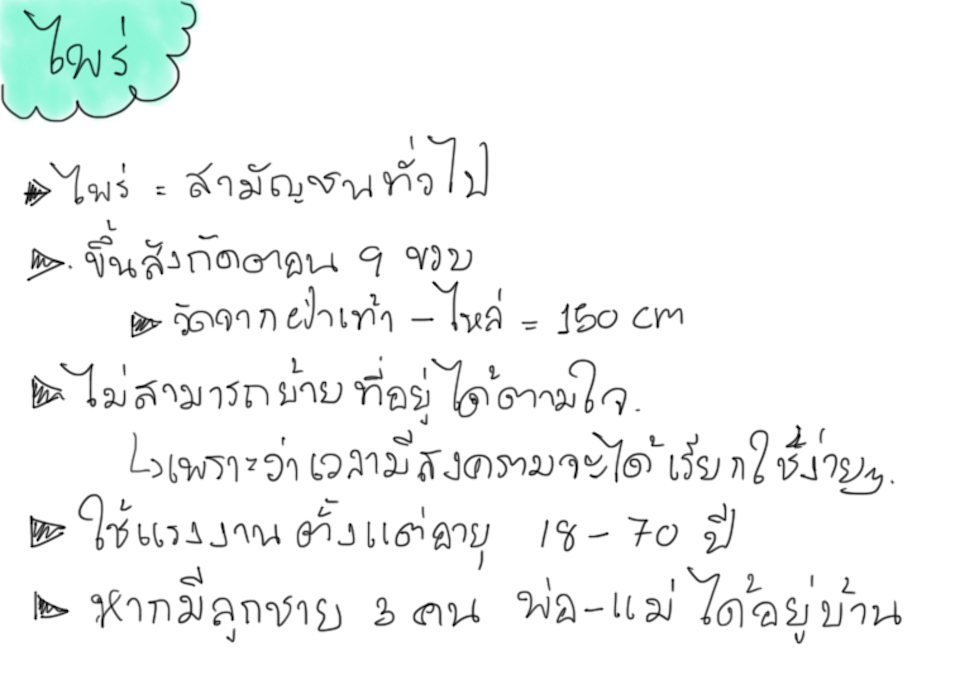 ไพร่
ไพร่ = สามัญชนทั่วไป
ขึ้นสังกัดตอน 9 ขวบ
วัดจากฝ่าเท้า - ไหล่ = 150 cm
ไม่สามารถย้ายที่อยู่ได้ตามใจ.
↳ เพราะว่าเวลามีสงครามจะได้เรียกใช้ง่ายๆ.
ใช้แรงงานตั้งแต่อายุ 18 - 70 ปี
หากมีลูกชาย 3 คน พ่อ-แม่ ได้อยู่บ้าน